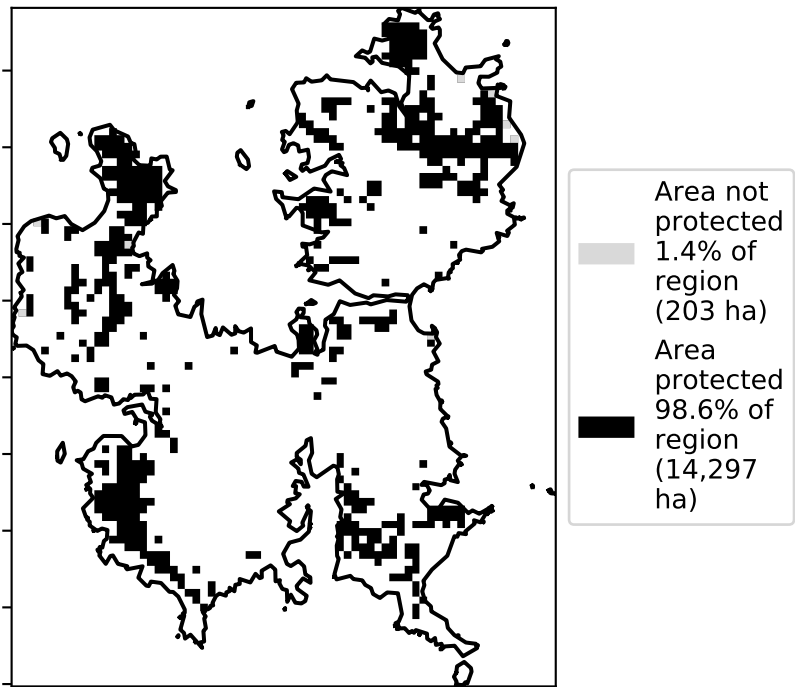 Area not
protected
1.4% of
region
(203 ha)
Area
protected
98.6% of
region
(14,297
ha)